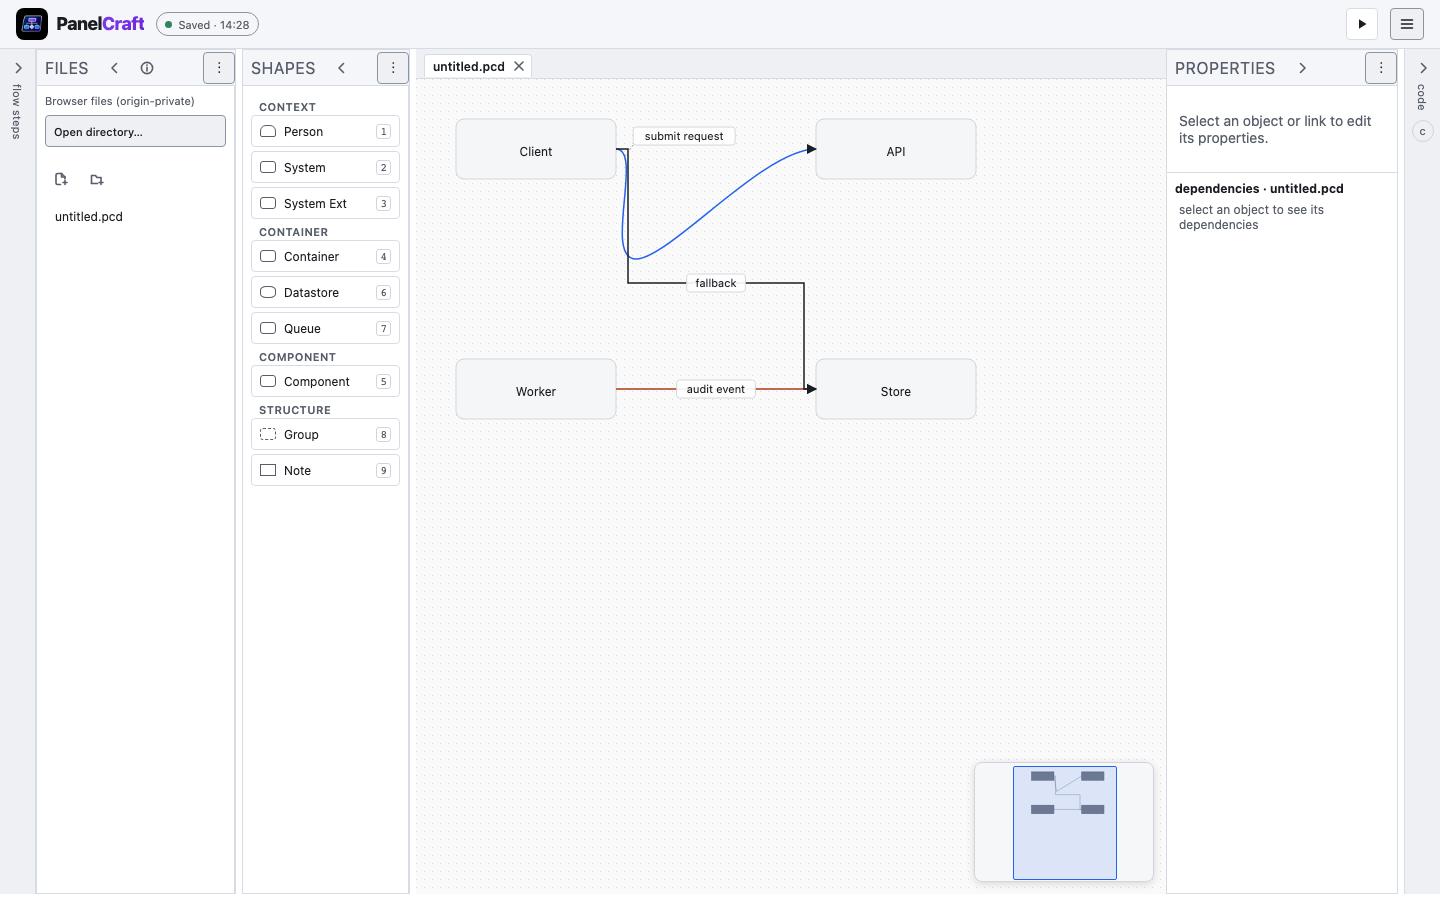 PanelCraft
Saved · 14:28
flow steps
FILES
Browser files (origin-private)
Open directory...
untitled.pcd
SHAPES
CONTEXT
Person 1
System 2
System Ext 3
CONTAINER
Container 4
Datastore 6
Queue 7
COMPONENT
Component 5
STRUCTURE
Group 8
Note 9
untitled.pcd
Client
submit request
API
fallback
Worker
audit event
Store
PROPERTIES
Select an object or link to edit
its properties.
dependencies · untitled.pcd
select an object to see its
dependencies
code
c